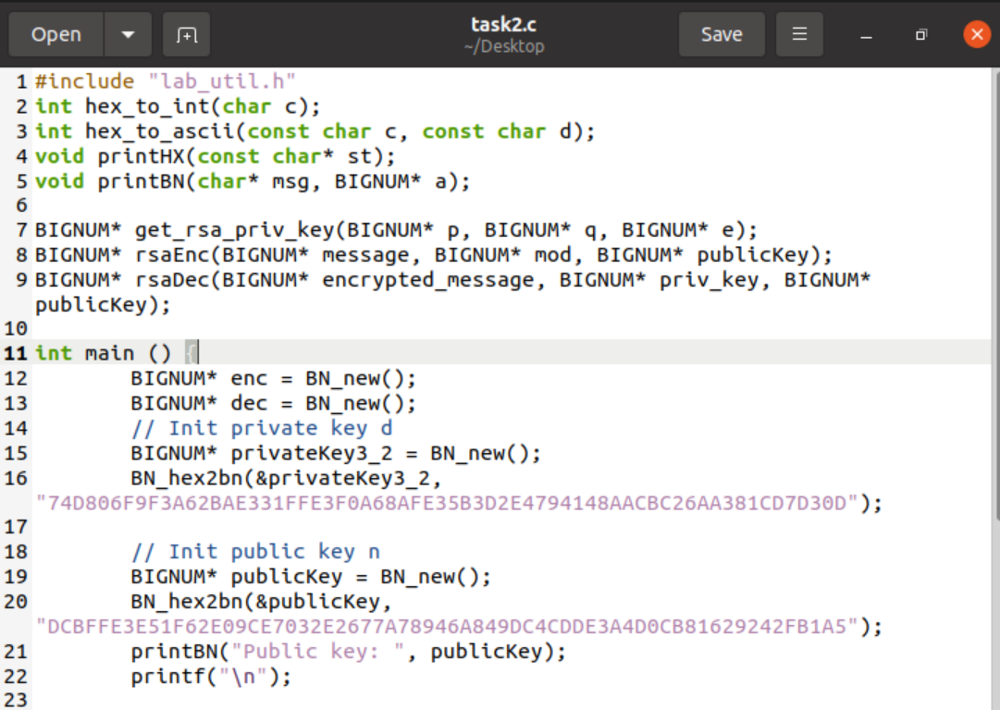 Open
task2.c
~/Desktop
Save
1 #include "lab_util.h"
2 int hex_to_int(char c);
3 int hex_to_ascii(const char c, const char d);
4 void printHX(const char* st);
5 void printBN(char* msg, BIGNUM* a);
6
7 BIGNUM* get_rsa_priv_key(BIGNUM* p, BIGNUM* q, BIGNUM* e);
8 BIGNUM* rsaEnc(BIGNUM* message, BIGNUM* mod, BIGNUM* publicKey);
9 BIGNUM* rsaDec(BIGNUM* encrypted_message, BIGNUM* priv_key, BIGNUM*
publicKey);
10
11 int main () {
12 BIGNUM* enc = BN_new();
13 BIGNUM* dec = BN_new();
14 // Init private key d
15 BIGNUM* privateKey3_2 = BN_new();
16 BN_hex2bn(&privateKey3_2,
"74D806F9F3A62BAE331FFE3F0A68AFE35B3D2E4794148AACBC26AA381CD7D30D");
17
18 // Init public key n
19 BIGNUM* publicKey = BN_new();
20 BN_hex2bn(&publicKey,
"DCBFFE3E51F62E09CE7032E2677A78946A849DC4CDDE3A4D0CB81629242FB1A5");
21 printBN("Public key: ", publicKey);
22 printf("\n");
23